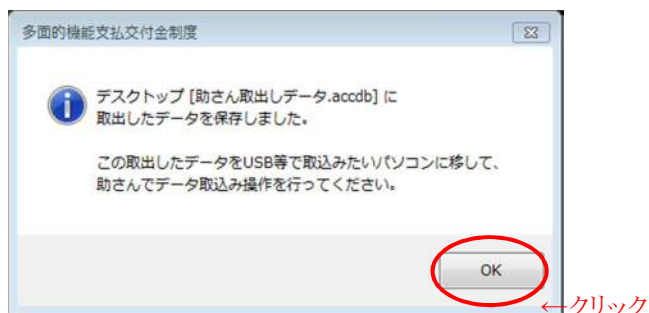 多面的機能支払交付金制度
デスクトップ [助さん取出しデータ.accdb] に
取出したデータを保存しました。
この取出したデータをUSB等で取込みたいパソコンに移して、
助さんでデータ取込み操作を行ってください。
OK
←クリック